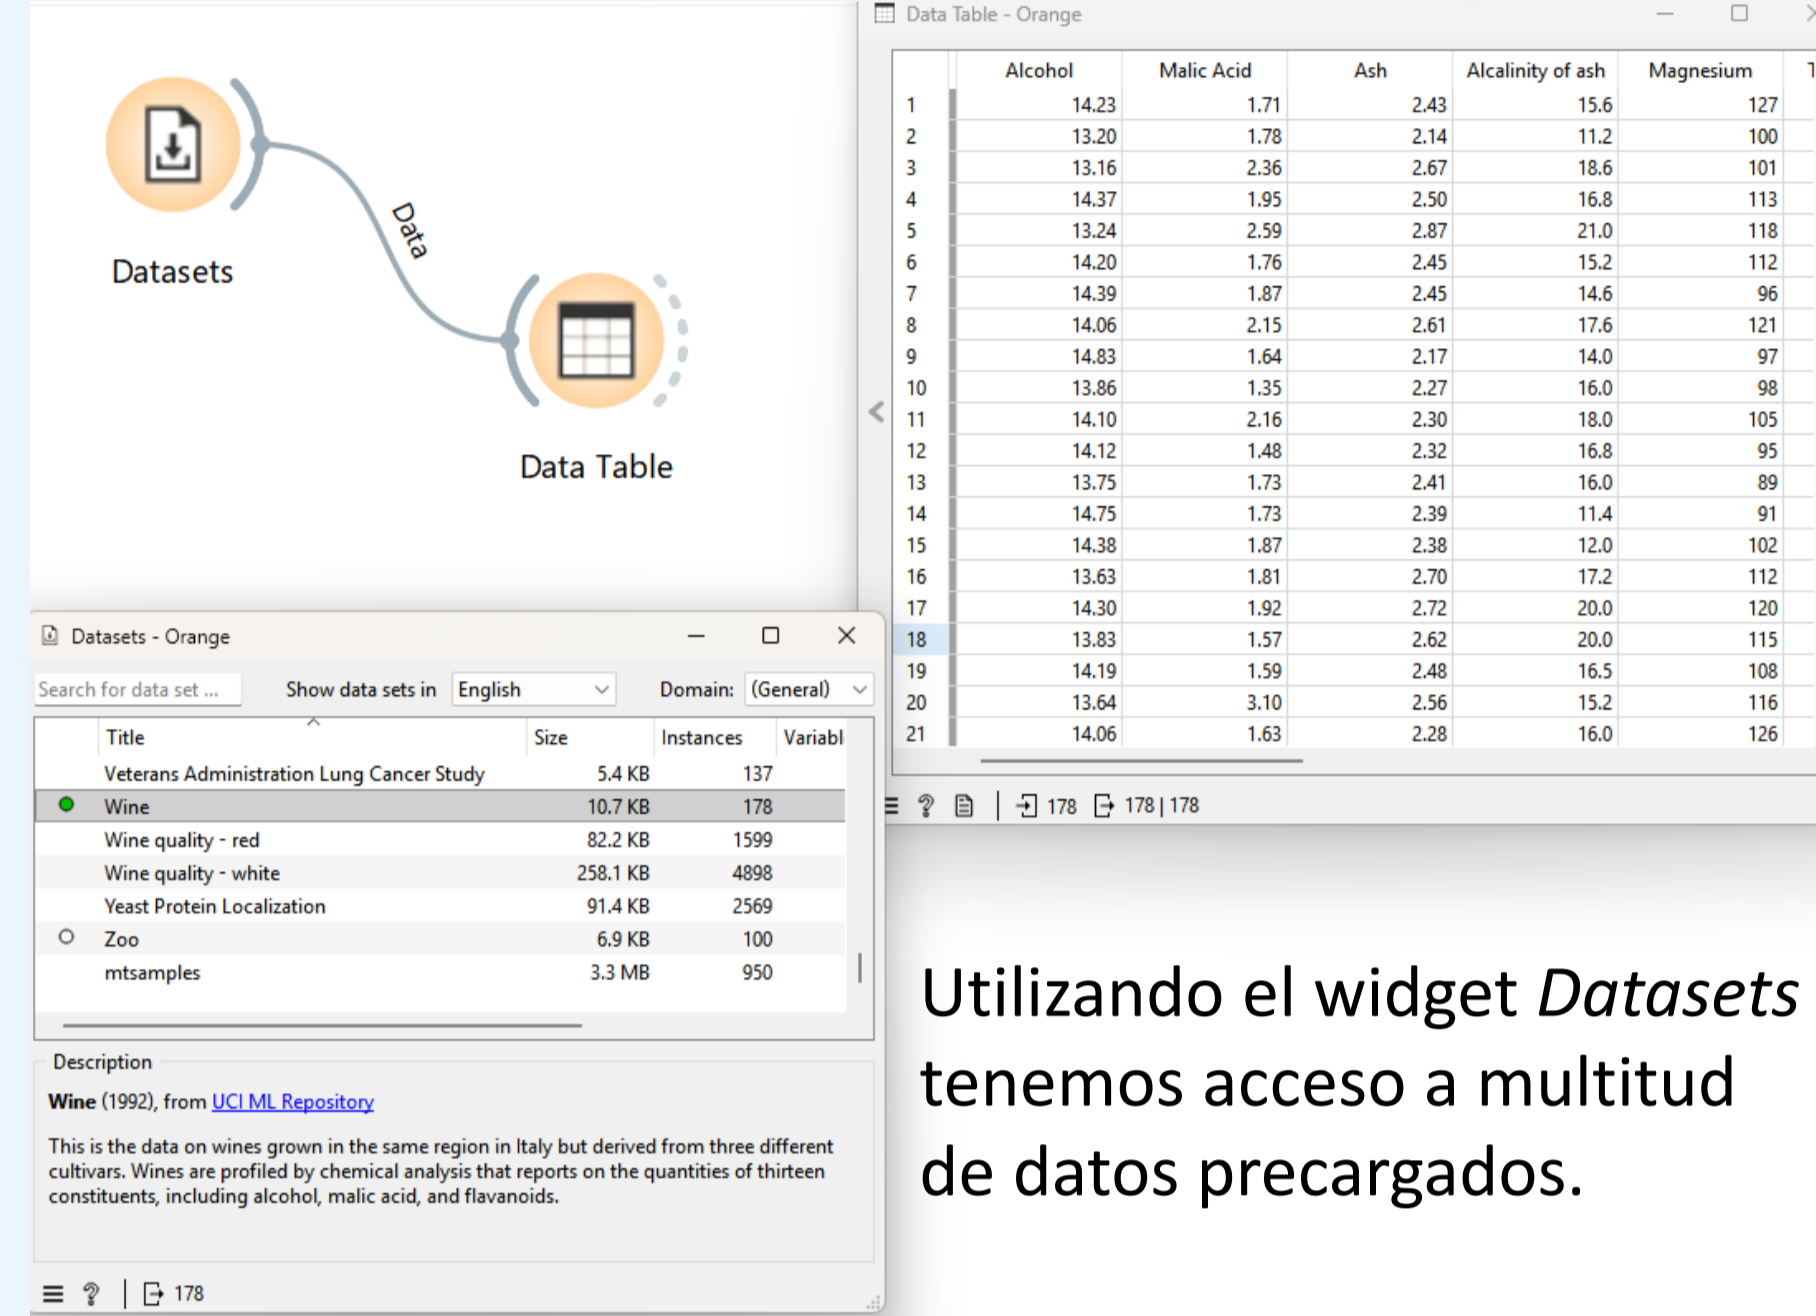 Data
Datasets
Data Table
Data Table - Orange
Alcohol Malic Acid Ash Alcalinity of ash Magnesium
1 14.23 1.71 2.43 15.6 127
2 13.20 1.78 2.14 11.2 100
3 13.16 2.36 2.67 18.6 101
4 14.37 1.95 2.50 16.8 113
5 13.24 2.59 2.87 21.0 118
6 14.20 1.76 2.45 15.2 112
7 14.39 1.87 2.45 14.6 96
8 14.06 2.15 2.61 17.6 121
9 14.83 1.64 2.17 14.0 97
10 13.86 1.35 2.27 16.0 98
11 14.10 2.16 2.30 18.0 105
12 14.12 1.48 2.32 16.8 95
13 13.75 1.73 2.41 16.0 89
14 14.75 1.73 2.39 11.4 91
15 14.38 1.87 2.38 12.0 102
16 13.63 1.81 2.70 17.2 112
17 14.30 1.92 2.72 20.0 120
18 13.83 1.57 2.62 20.0 115
19 14.19 1.59 2.48 16.5 108
20 13.64 3.10 2.56 15.2 116
21 14.06 1.63 2.28 16.0 126
178 178 | 178
Datasets - Orange
Search for data set ... Show data sets in English Domain: (General)
Title Size Instances Variabl
Veterans Administration Lung Cancer Study 5.4 KB 137
Wine 10.7 KB 178
Wine quality - red 82.2 KB 1599
Wine quality - white 258.1 KB 4898
Yeast Protein Localization 91.4 KB 2569
Zoo 6.9 KB 100
mtsamples 3.3 MB 950
Description
Wine (1992), from UCI ML Repository
This is the data on wines grown in the same region in Italy but derived from three different
cultivars. Wines are profiled by chemical analysis that reports on the quantities of thirteen
constituents, including alcohol, malic acid, and flavanoids.
178
Utilizando el widget Datasets
tenemos acceso a multitud
de datos precargados.